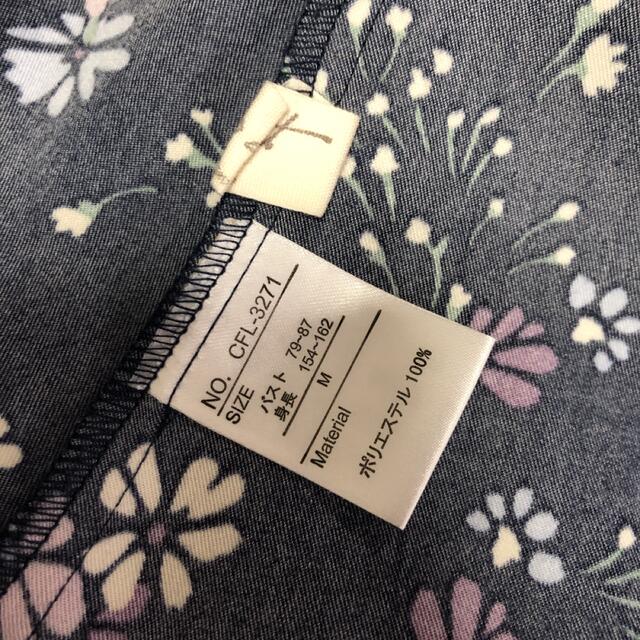 NO. CFL-3271
SIZE
バスト 79-87
身長 154~162
M
Material
ポリエステル 100%